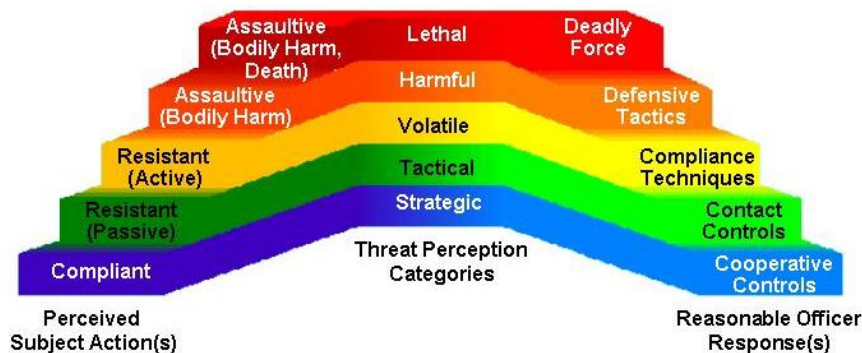 Assaultive
(Bodily Harm,
Death)
Lethal
Deadly
Force
Assaultive
(Bodily Harm)
Harmful
Defensive
Tactics
Resistant
(Active)
Volatile
Compliance
Techniques
Resistant
(Passive)
Tactical
Contact
Controls
Compliant
Strategic
Cooperative
Controls
Threat Perception
Categories
Perceived
Subject Action(s)
Reasonable Officer
Response(s)